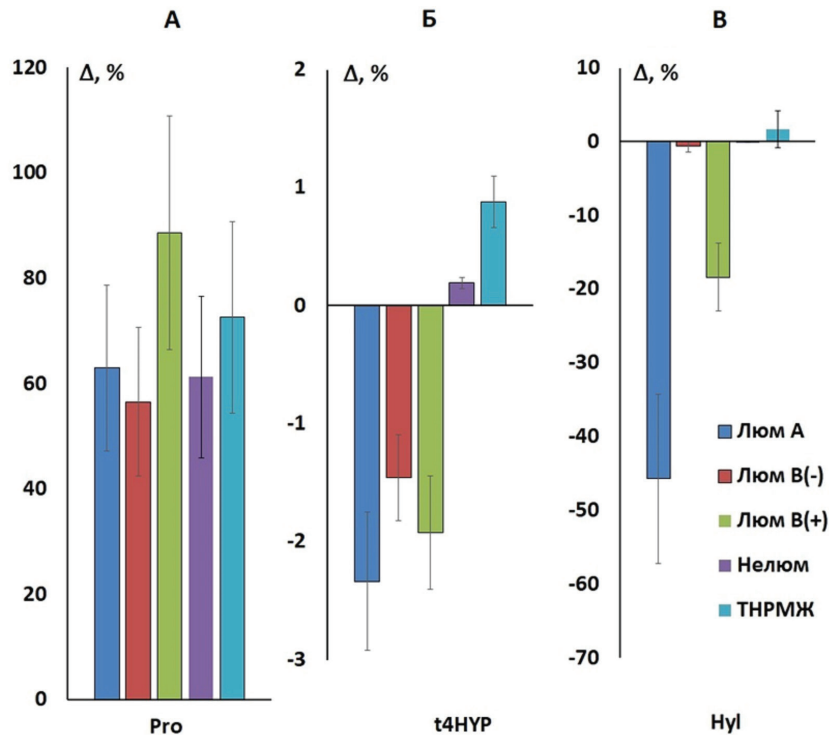 А
Δ, %
120
100
80
60
40
20
0
Pro
Б
Δ, %
2
1
0
-1
-2
-3
t4HYP
В
Δ, %
10
0
-10
-20
-30
-40
-50
-60
-70
Hyl
Люм А
Люм В(-)
Люм В(+)
Нелюм
ТНРМЖ